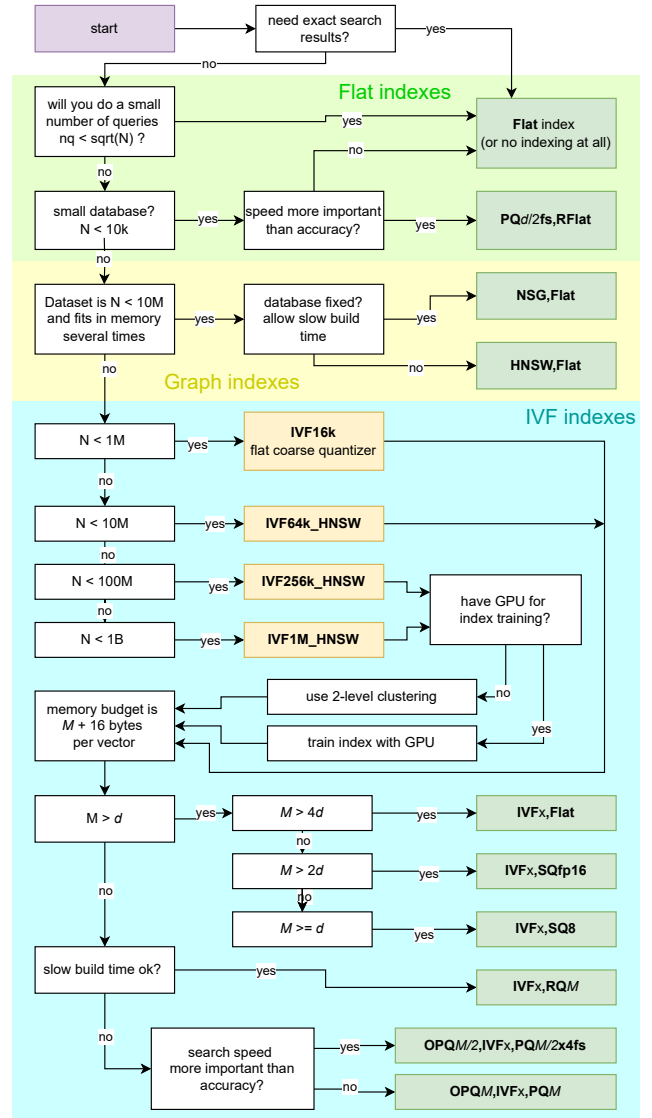 start
need exact search
results?
yes
no
Flat indexes
will you do a small
number of queries
nq < sqrt(N) ?
yes
Flat index
(or no indexing at all)
no
no
small database?
N < 10k
yes
speed more important
than accuracy?
yes
PQd/2fs,RFlat
no
Dataset is N < 10M
and fits in memory
several times
yes
database fixed?
allow slow build
time
yes
NSG,Flat
no
HNSW,Flat
no
Graph indexes
IVF indexes
N < 1M
yes
IVF16k
flat coarse quantizer
no
N < 10M
yes
IVF64k_HNSW
no
N < 100M
yes
IVF256k_HNSW
have GPU for
index training?
no
N < 1B
yes
IVF1M_HNSW
no
use 2-level clustering
yes
train index with GPU
memory budget is
M + 16 bytes
per vector
M > d
yes
M > 4d
yes
IVFx,Flat
no
M > 2d
yes
IVFx,SQfp16
no
no
M >= d
yes
IVFx,SQ8
slow build time ok?
yes
IVFx,RQM
no
search speed
more important than
accuracy?
yes
OPQM/2,IVFx,PQM/2x4fs
no
OPQM,IVFx,PQM